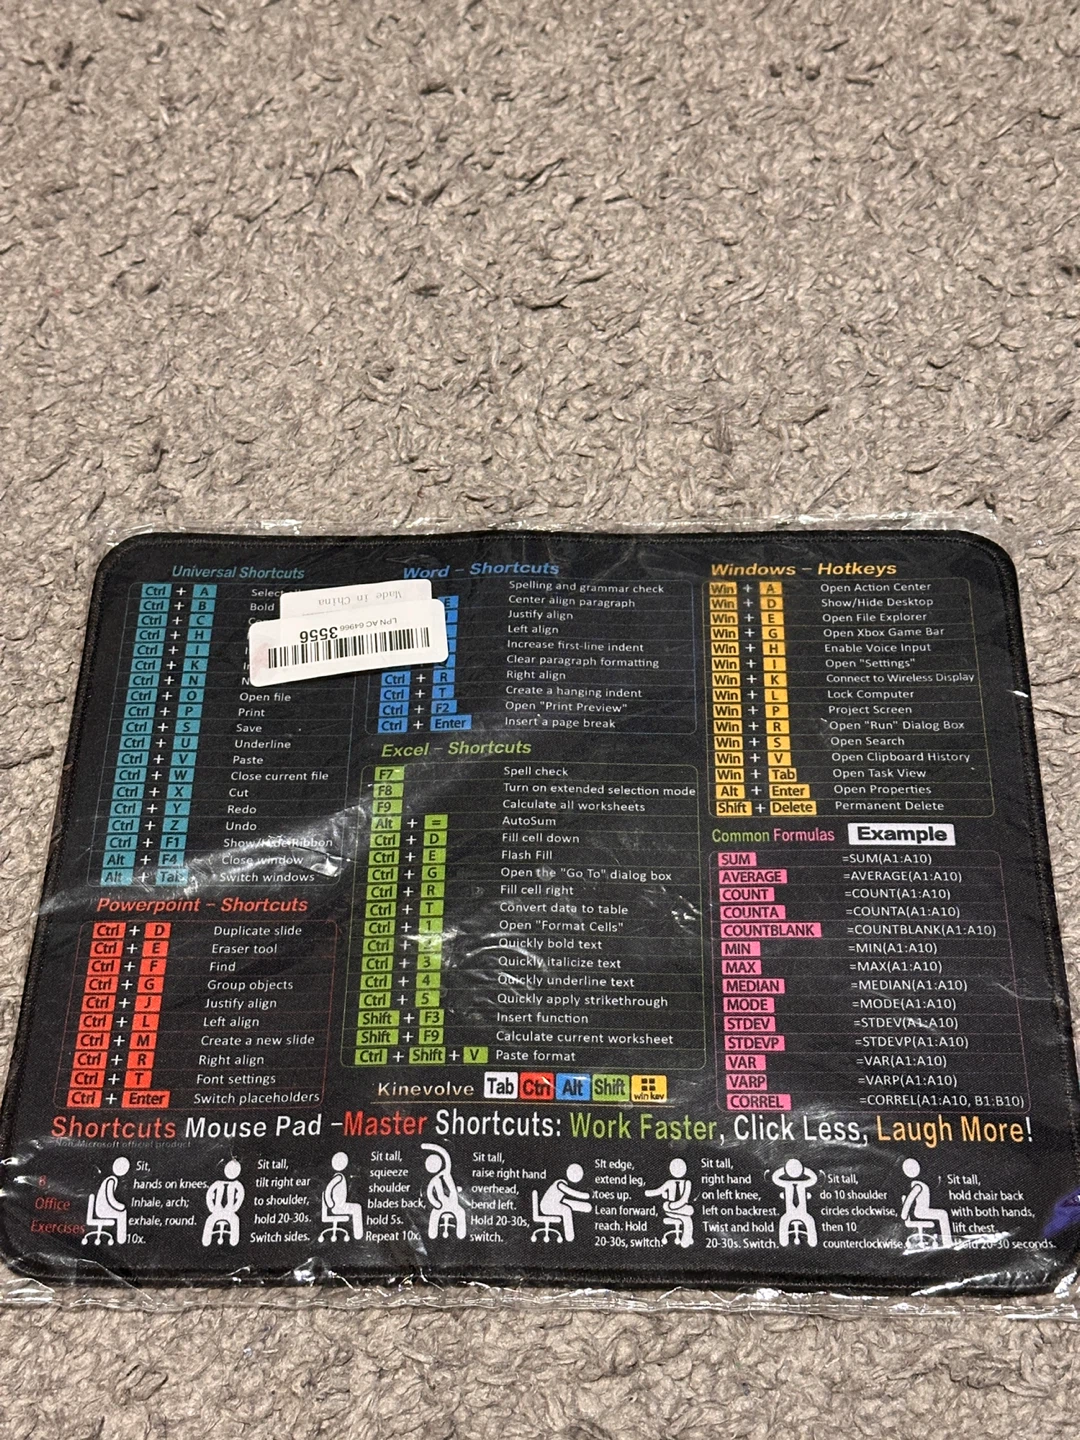 Universal Shortcuts
Ctrl + A Selec
Ctrl + B Bold
Ctrl + C
Ctrl + H
Ctrl + I
Ctrl + K
Ctrl + N N
Ctrl + O Open file
Ctrl + P Print
Ctrl + S Save
Ctrl + U Underline
Ctrl + V Paste
Ctrl + W Close current file
Ctrl + X Cut
Ctrl + Y Redo
Ctrl + Z Undo
Ctrl + F1 Show/Hide Ribbon
Alt + F4 Close window
Alt + Tab Switch windows
Made in China
LPN AC 64966
3556
Powerpoint - Shortcuts
Ctrl + D Duplicate slide
Ctrl + E Eraser tool
Ctrl + F Find
Ctrl + G Group objects
Ctrl + J Justify align
Ctrl + L Left align
Ctrl + M Create a new slide
Ctrl + R Right align
Ctrl + T Font settings
Ctrl + Enter Switch placeholders
Word - Shortcuts
Spelling and grammar check
E Center align paragraph
Justify align
Left align
Increase first-line indent
Clear paragraph formatting
Ctrl + R Right align
Ctrl + T Create a hanging indent
Ctrl + F2 Open "Print Preview"
Ctrl + Enter Insert a page break
Excel - Shortcuts
F7 Spell check
F8 Turn on extended selection mode
F9 Calculate all worksheets
Alt + = AutoSum
Ctrl + D Fill cell down
Ctrl + E Flash Fill
Ctrl + G Open the "Go To" dialog box
Ctrl + R Fill cell right
Ctrl + T Convert data to table
Ctrl + 1 Open "Format Cells"
Ctrl + 2 Quickly bold text
Ctrl + 3 Quickly italicize text
Ctrl + 4 Quickly underline text
Ctrl + 5 Quickly apply strikethrough
Shift + F3 Insert function
Shift + F9 Calculate current worksheet
Ctrl + Shift + V Paste format
Windows - Hotkeys
Win + A Open Action Center
Win + D Show/Hide Desktop
Win + E Open File Explorer
Win + G Open Xbox Game Bar
Win + H Enable Voice Input
Win + I Open "Settings"
Win + K Connect to Wireless Display
Win + L Lock Computer
Win + P Project Screen
Win + R Open "Run" Dialog Box
Win + S Open Search
Win + V Open Clipboard History
Win + Tab Open Task View
Alt + Enter Open Properties
Shift + Delete Permanent Delete
Common Formulas Example
SUM =SUM(A1:A10)
AVERAGE =AVERAGE(A1:A10)
COUNT =COUNT(A1:A10)
COUNTA =COUNTA(A1:A10)
COUNTBLANK =COUNTBLANK(A1:A10)
MIN =MIN(A1:A10)
MAX =MAX(A1:A10)
MEDIAN =MEDIAN(A1:A10)
MODE =MODE(A1:A10)
STDEV =STDEV(A1:A10)
STDEVP =STDEVP(A1:A10)
VAR =VAR(A1:A10)
VARP =VARP(A1:A10)
CORREL =CORREL(A1:A10, B1:B10)
Kinevolve Tab Ctrl Alt Shift win key
Shortcuts Mouse Pad -Master Shortcuts: Work Faster, Click Less, Laugh More!
Non-Microsoft official product
8
Office
Exercises
Sit,
hands on knees.
Inhale, arch;
exhale, round.
10x.
Sit tall,
tilt right ear
to shoulder,
hold 20-30s.
Switch sides.
Sit tall,
squeeze
shoulder
blades back,
hold 5s.
Repeat 10x.
Sit tall,
raise right hand
overhead,
bend left.
Hold 20-30s,
switch.
Sit edge,
extend leg,
toes up.
Lean forward,
reach. Hold
20-30s, switch.
Sit tall,
right hand
on left knee,
left on backrest.
Twist and hold
20-30s. Switch.
Sit tall,
do 10 shoulder
circles clockwise,
then 10
counterclockwise.
Sit tall,
hold chair back
with both hands,
lift chest.
Hold 20-30 seconds.